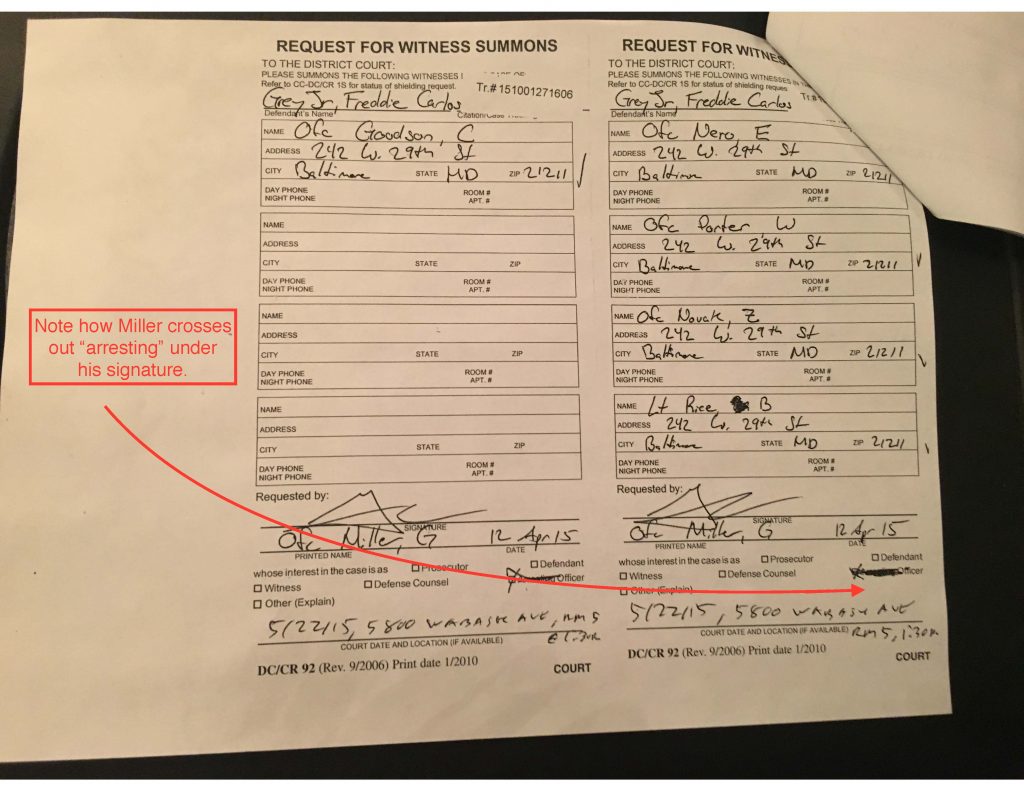 REQUEST FOR WITNESS SUMMONS
TO THE DISTRICT COURT:
PLEASE SUMMONS THE FOLLOWING WITNESSES
Refer to CC-DC/CR 1S for status of shielding request.
Tr.# 151001271606
Grey Jr, Freddie Carlos
Defendant's Name
NAME Ofc Goodson, C
ADDRESS 242 W. 29th St
CITY Baltimore STATE MD ZIP 21211
DAY PHONE ROOM #
NIGHT PHONE APT. #
NAME
ADDRESS
CITY STATE ZIP
DAY PHONE ROOM #
NIGHT PHONE APT. #
NAME
ADDRESS
CITY STATE ZIP
DAY PHONE ROOM #
NIGHT PHONE APT. #
NAME
ADDRESS
CITY STATE ZIP
DAY PHONE ROOM #
NIGHT PHONE APT. #
Requested by:
SIGNATURE
Ofc Miller, G 12 Apr 15
PRINTED NAME DATE
whose interest in the case is as Prosecutor Defendant
Witness Defense Counsel Officer
Other (Explain)
5/22/15, 5800 WABASH AVE, RM 5
@ 1:30
COURT DATE AND LOCATION (IF AVAILABLE)
DC/CR 92 (Rev. 9/2006) Print date 1/2010 COURT
REQUEST FOR WITNESS
TO THE DISTRICT COURT:
PLEASE SUMMONS THE FOLLOWING WITNESSES IN
Refer to CC-DC/CR 1S for status of shielding
Grey Jr, Freddie Carlos
Defendant's Name
NAME Ofc Nero, E
ADDRESS 242 W. 29th St
CITY Baltimore STATE MD ZIP 21211
DAY PHONE ROOM #
NIGHT PHONE APT. #
NAME Ofc Porter W
ADDRESS 242 W. 29th St
CITY Baltimore STATE MD ZIP 21211
DAY PHONE ROOM #
NIGHT PHONE APT. #
NAME Ofc Novak, Z
ADDRESS 242 W. 29th St
CITY Baltimore STATE MD ZIP 21211
DAY PHONE ROOM #
NIGHT PHONE APT. #
NAME Lt Rice, B
ADDRESS 242 W. 29th St
CITY Baltimore STATE MD ZIP 21211
DAY PHONE ROOM #
NIGHT PHONE APT. #
Requested by:
SIGNATURE
Ofc Miller, G 12 Apr 15
PRINTED NAME DATE
whose interest in the case is as Prosecutor Defendant
Witness Defense Counsel Officer
Other (Explain)
5/22/15, 5800 WABASH AVE
COURT DATE AND LOCATION (IF AVAILABLE) RM 5, 1:30
DC/CR 92 (Rev. 9/2006) Print date 1/2010 COURT
Note how Miller crosses
out “arresting” under
his signature.